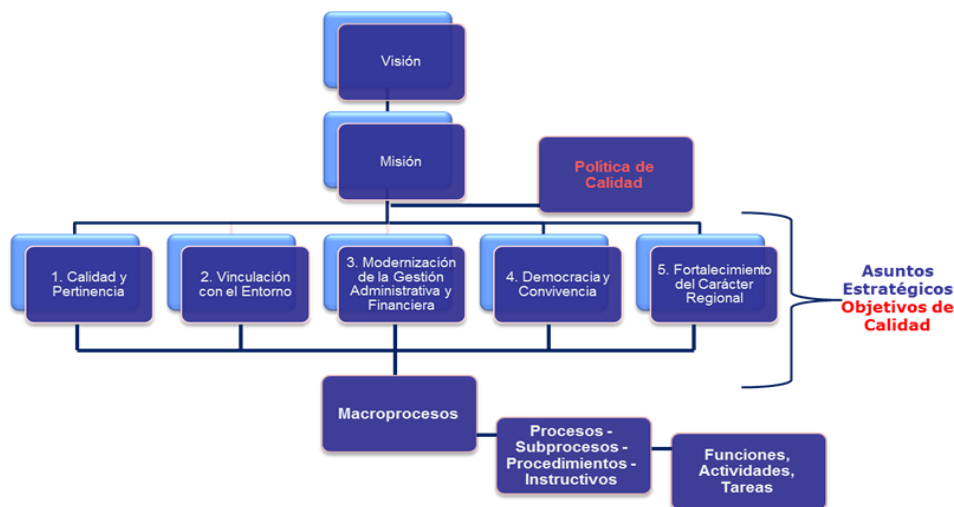 Visión
Misión
Política de
Calidad
1. Calidad y
Pertinencia
2. Vinculación
con el Entorno
3. Modernización
de la Gestión
Administrativa y
Financiera
4. Democracia y
Convivencia
5. Fortalecimiento
del Carácter
Regional
Asuntos
Estratégicos
Objetivos de
Calidad
Macroprocesos
Procesos -
Subprocesos -
Procedimientos -
Instructivos
Funciones,
Actividades,
Tareas